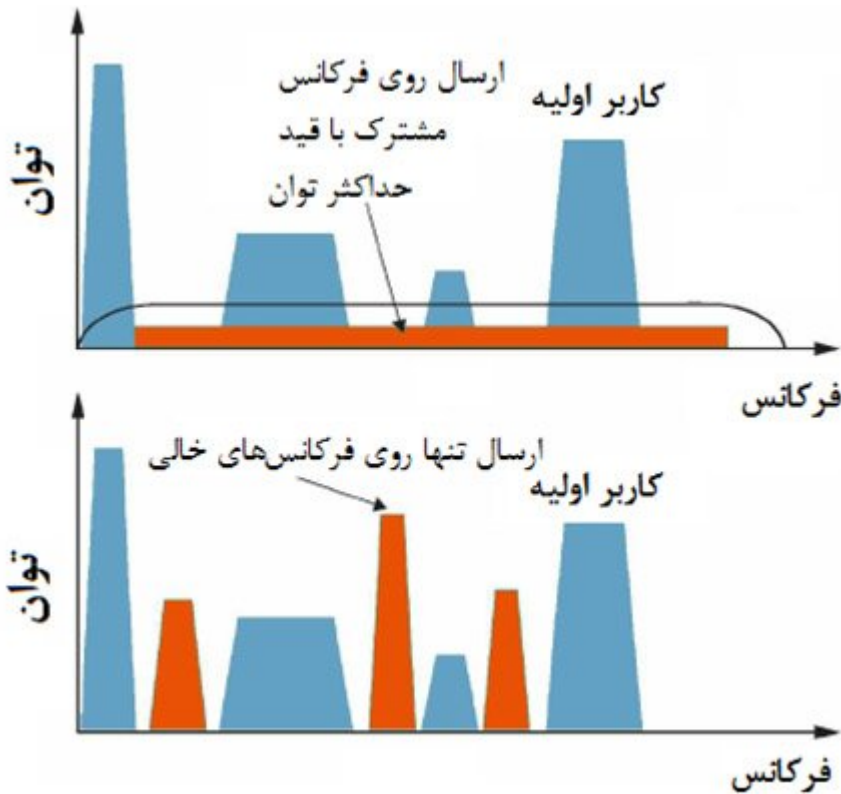 ارسال روی فرکانس
مشترک با قید
حداکثر توان
کاربر اولیه
توان
فرکانس
ارسال تنها روی فرکانس‌های خالی
کاربر اولیه
توان
فرکانس